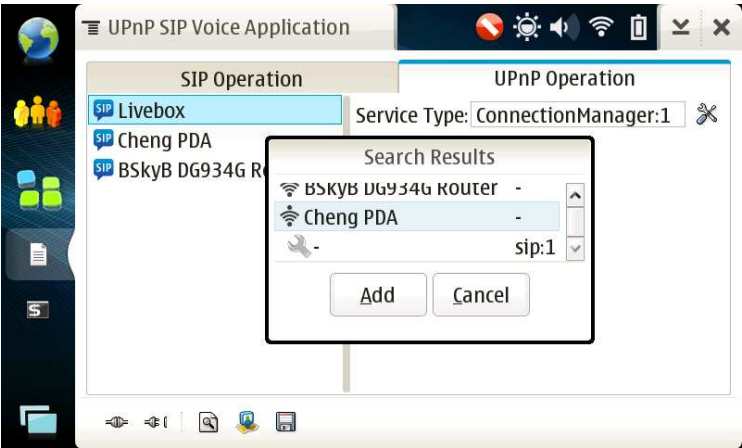 UPnP SIP Voice Application
SIP Operation
UPnP Operation
SIP Livebox
SIP Cheng PDA
SIP BSkyB DG934G R
Service Type: ConnectionManager:1
Search Results
BSkyB DG934G Router -
Cheng PDA -
- sip:1
Add
Cancel
$